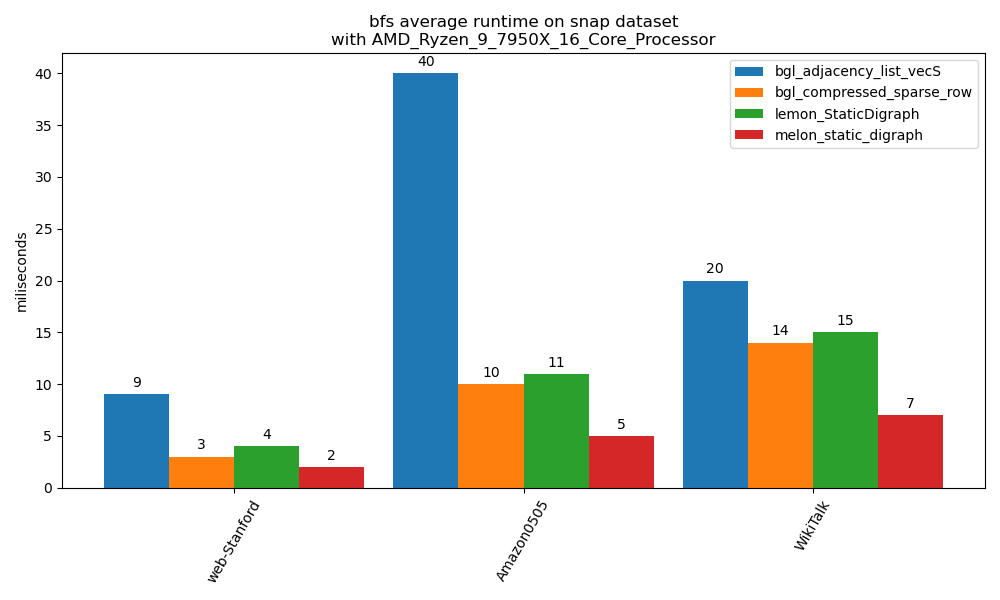 bfs average runtime on snap dataset
with AMD_Ryzen_9_7950X_16_Core_Processor
bgl_adjacency_list_vecS
bgl_compressed_sparse_row
lemon_StaticDigraph
melon_static_digraph
miliseconds
40
35
30
25
20
15
10
5
0
9
3
4
2
40
10
11
5
20
14
15
7
web-Stanford
Amazon0505
WikiTalk